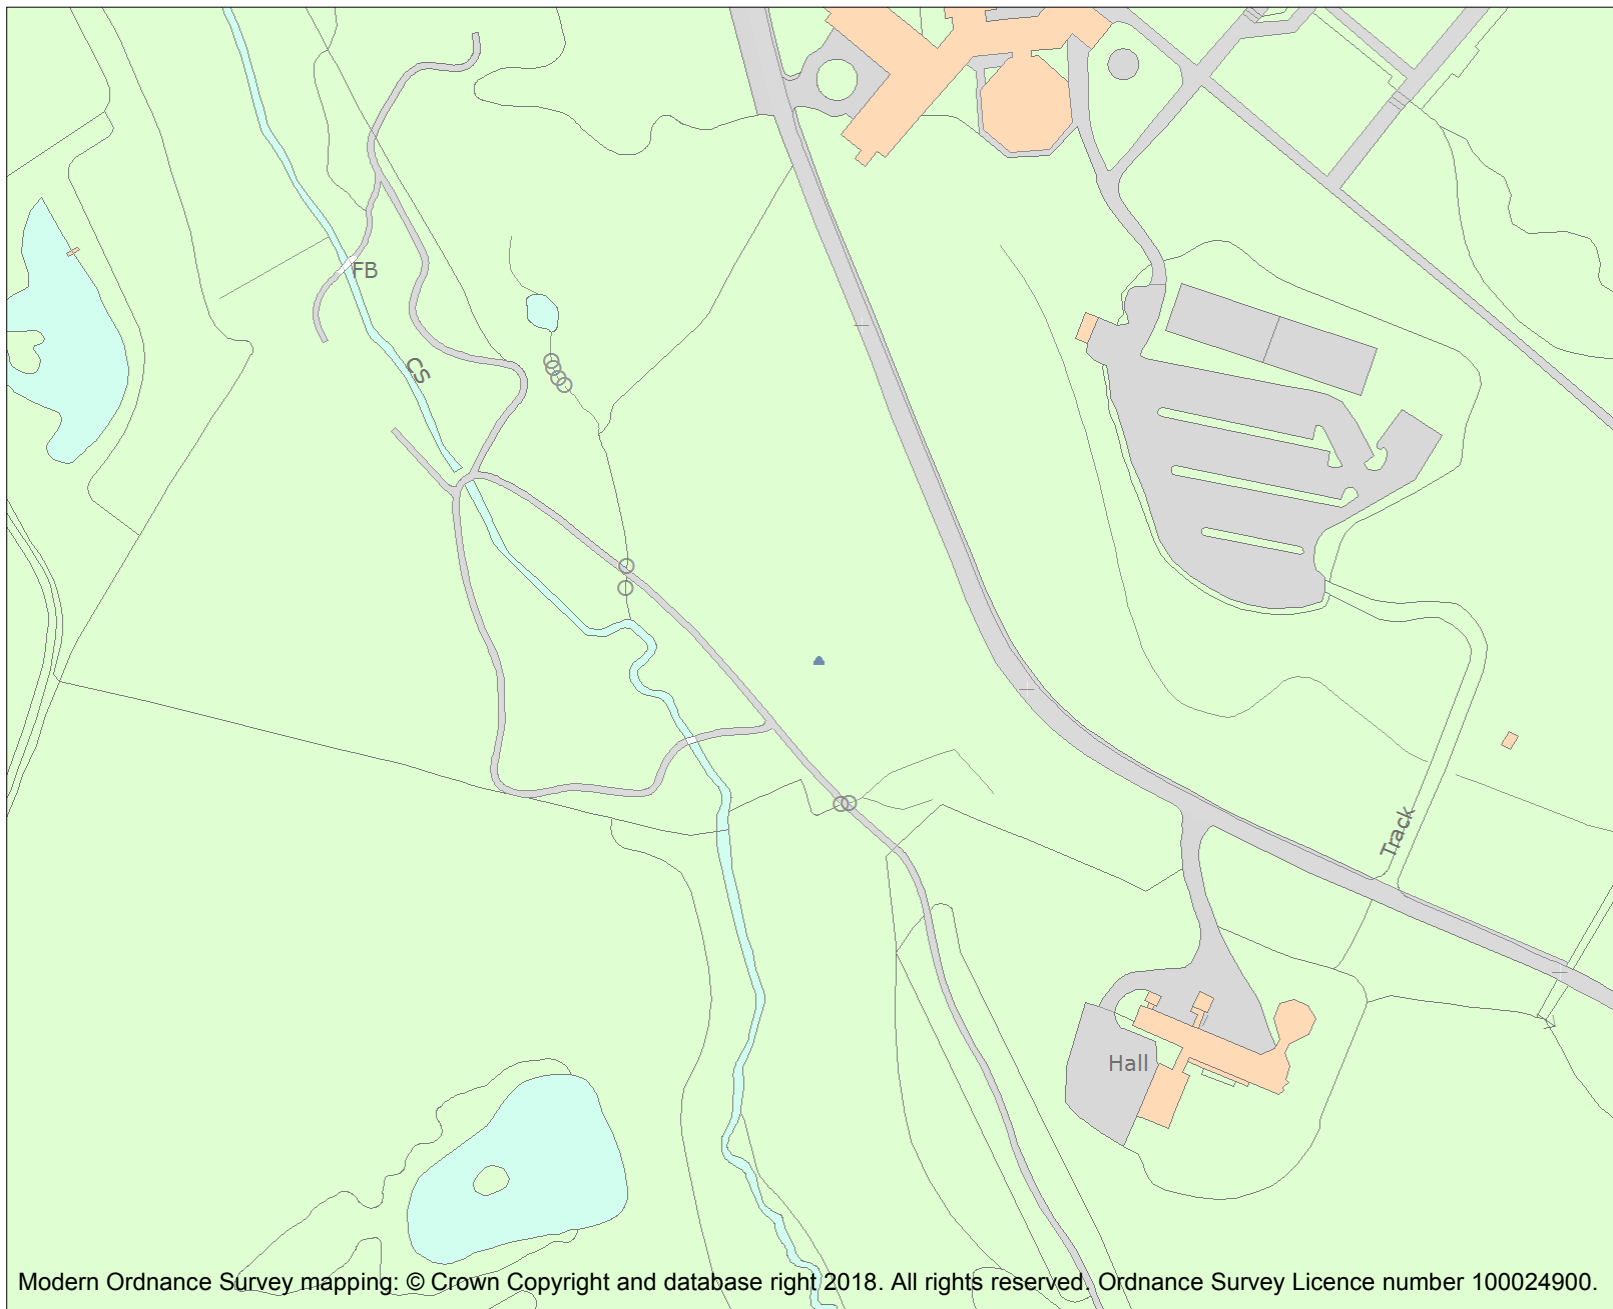 FB
CS
Track
Hall
Modern Ordnance Survey mapping: © Crown Copyright and database right 2018. All rights reserved. Ordnance Survey Licence number 100024900.